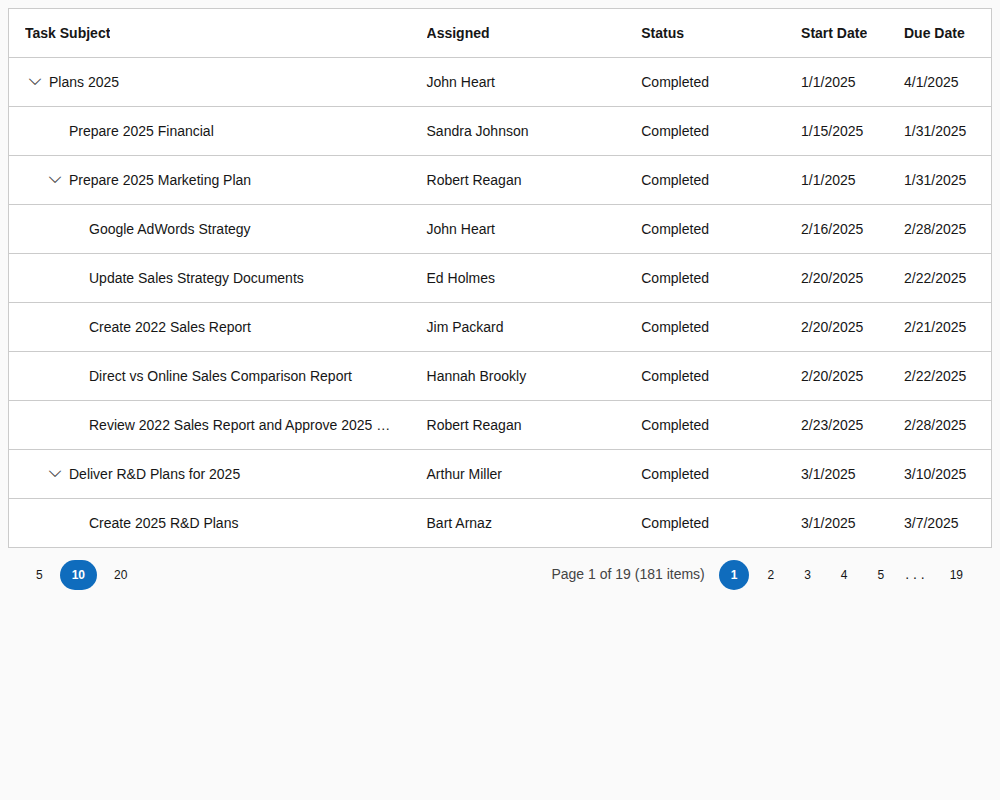 Task Subject Assigned Status Start Date Due Date
Plans 2025 John Heart Completed 1/1/2025 4/1/2025
Prepare 2025 Financial Sandra Johnson Completed 1/15/2025 1/31/2025
Prepare 2025 Marketing Plan Robert Reagan Completed 1/1/2025 1/31/2025
Google AdWords Strategy John Heart Completed 2/16/2025 2/28/2025
Update Sales Strategy Documents Ed Holmes Completed 2/20/2025 2/22/2025
Create 2022 Sales Report Jim Packard Completed 2/20/2025 2/21/2025
Direct vs Online Sales Comparison Report Hannah Brookly Completed 2/20/2025 2/22/2025
Review 2022 Sales Report and Approve 2025 … Robert Reagan Completed 2/23/2025 2/28/2025
Deliver R&D Plans for 2025 Arthur Miller Completed 3/1/2025 3/10/2025
Create 2025 R&D Plans Bart Arnaz Completed 3/1/2025 3/7/2025
5 10 20 Page 1 of 19 (181 items) 1 2 3 4 5 . . . 19